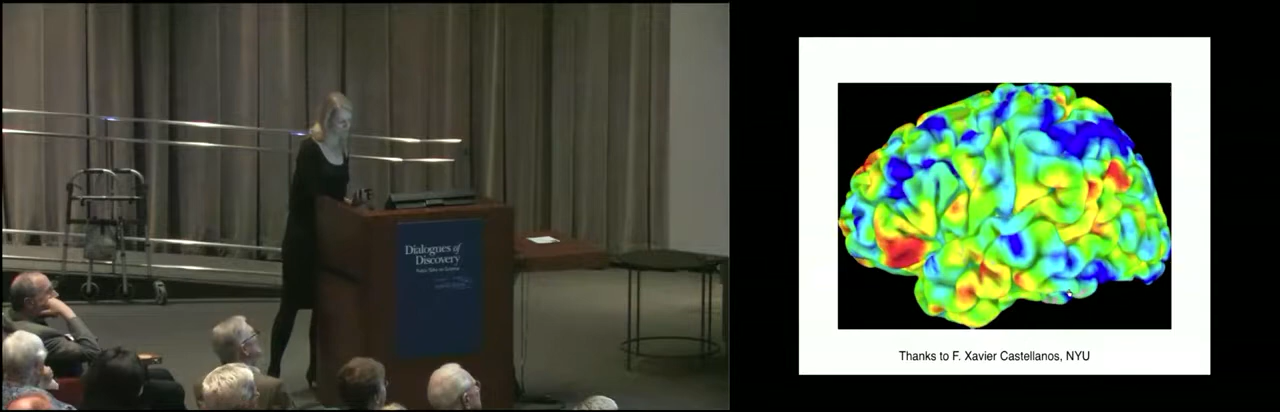 Dialogues of
Discovery
Thanks to F. Xavier Castellanos, NYU